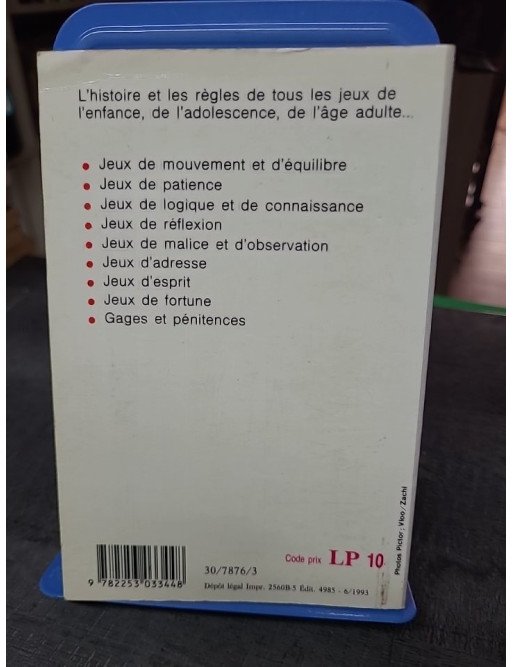 L'histoire et les règles de tous les jeux de
l'enfance, de l'adolescence, de l'âge adulte...
• Jeux de mouvement et d'équilibre
• Jeux de patience
• Jeux de logique et de connaissance
• Jeux de réflexion
• Jeux de malice et d'observation
• Jeux d'adresse
• Jeux d'esprit
• Jeux de fortune
• Gages et pénitences
Photos Pictor : Vloo / Zachi
Code prix LP 10
30/7876/3
9 782253 033448
Dépôt légal Impr. 2560B-5 Édit. 4985 - 6/1993